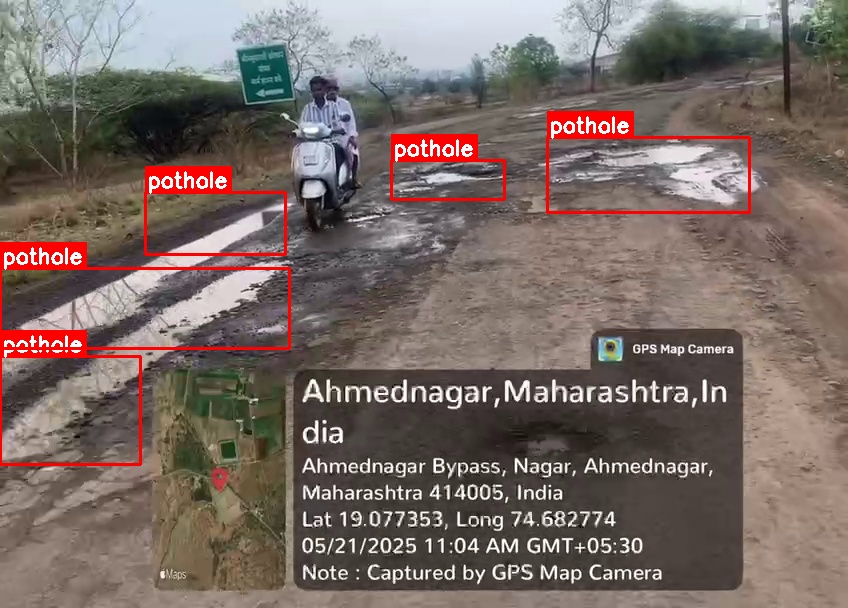 pothole
pothole
pothole
pothole
pothole
GPS Map Camera
Ahmednagar,Maharashtra,In
dia
Ahmednagar Bypass, Nagar, Ahmednagar,
Maharashtra 414005, India
Lat 19.077353, Long 74.682774
05/21/2025 11:04 AM GMT+05:30
Note : Captured by GPS Map Camera
Maps